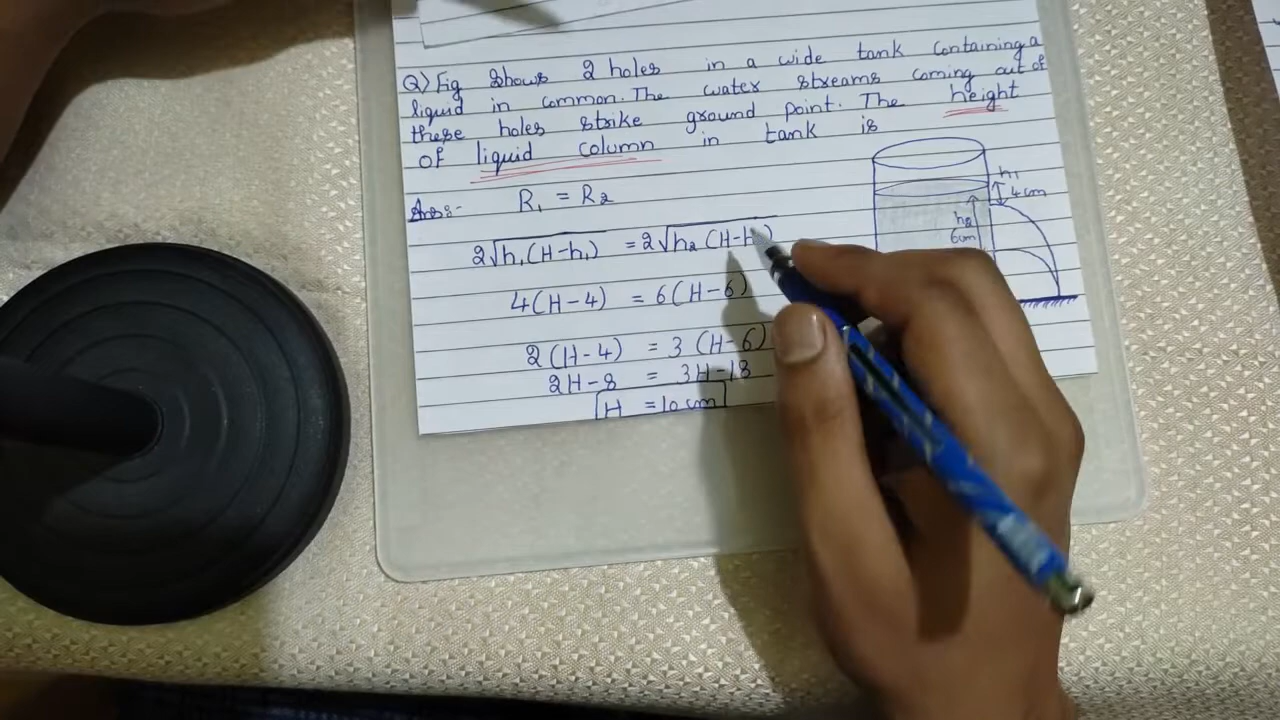 Q) Fig shows 2 holes in a wide tank containing a
liquid in common. The water streams coming out of
these holes strike ground point. The height
of liquid column in tank is
Ans:- R₁ = R₂
2√h₁(H-h₁) = 2√h₂(H-h
4(H-4) = 6(H-6)
2(H-4) = 3(H-6)
2H-8 = 3H-18
H = 10 cm
h₁
4cm
h₂
6cm